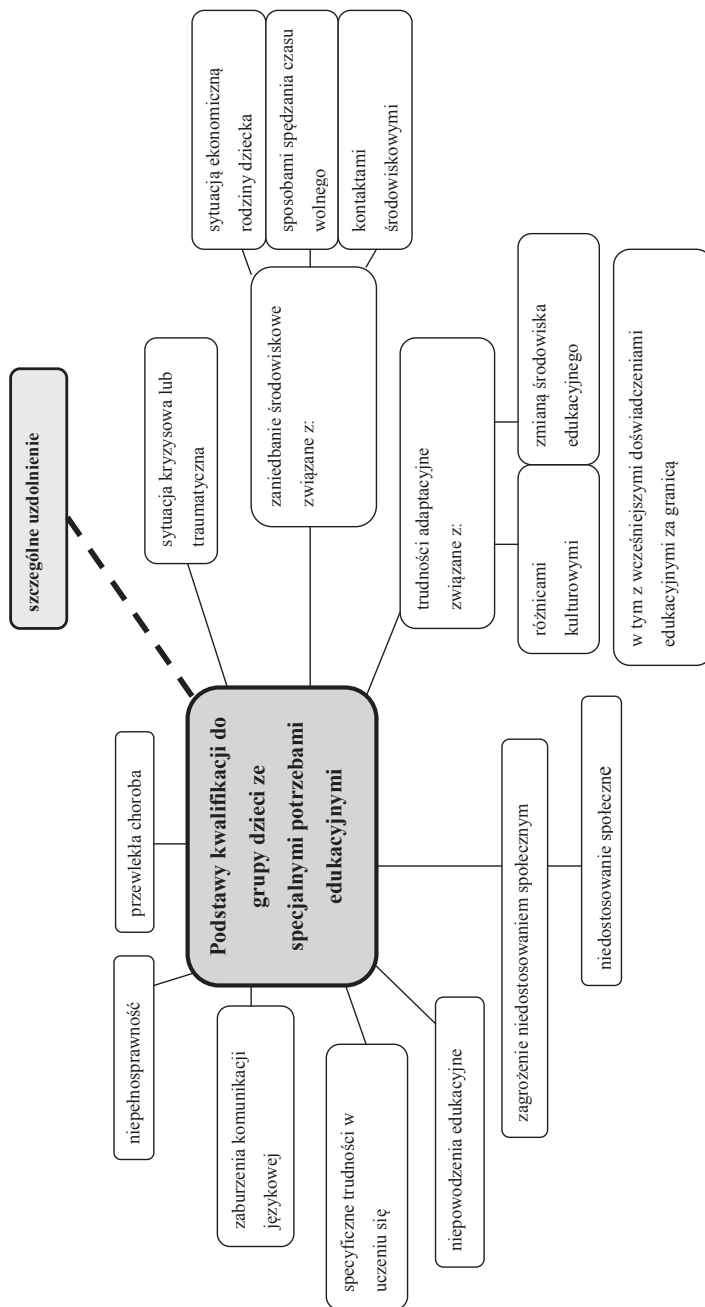 szczególne uzdolnienie
przewlekła choroba
niepełnosprawność
sytuacja kryzysowa lub
traumatyczna
Podstawy kwalifikacji do
grupy dzieci ze
specjalnymi potrzebami
edukacyjnymi
zaburzenia komunikacji
językowej
specyficzne trudności w
uczeniu się
niepowodzenia edukacyjne
zagrożenie niedostosowaniem społecznym
niedostosowanie społeczne
zaniedbanie środowiskowe
związane z:
sytuacją ekonomiczną
rodziny dziecka
sposobami spędzania czasu
wolnego
kontaktami
środowiskowymi
trudności adaptacyjne
związane z:
różnicami
kulturowymi
zmianą środowiska
edukacyjnego
w tym z wcześniejszymi doświadczeniami
edukacyjnymi za granicą